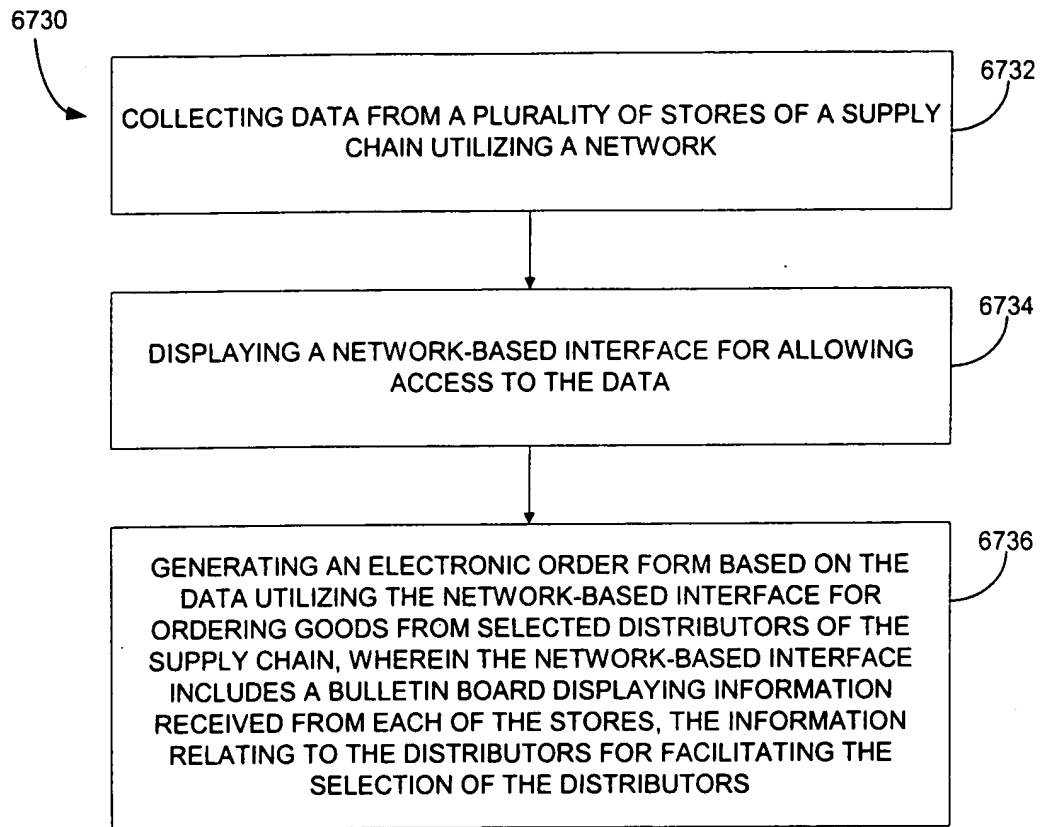 6730
6732
COLLECTING DATA FROM A PLURALITY OF STORES OF A SUPPLY
CHAIN UTILIZING A NETWORK
6734
DISPLAYING A NETWORK-BASED INTERFACE FOR ALLOWING
ACCESS TO THE DATA
6736
GENERATING AN ELECTRONIC ORDER FORM BASED ON THE
DATA UTILIZING THE NETWORK-BASED INTERFACE FOR
ORDERING GOODS FROM SELECTED DISTRIBUTORS OF THE
SUPPLY CHAIN, WHEREIN THE NETWORK-BASED INTERFACE
INCLUDES A BULLETIN BOARD DISPLAYING INFORMATION
RECEIVED FROM EACH OF THE STORES, THE INFORMATION
RELATING TO THE DISTRIBUTORS FOR FACILITATING THE
SELECTION OF THE DISTRIBUTORS